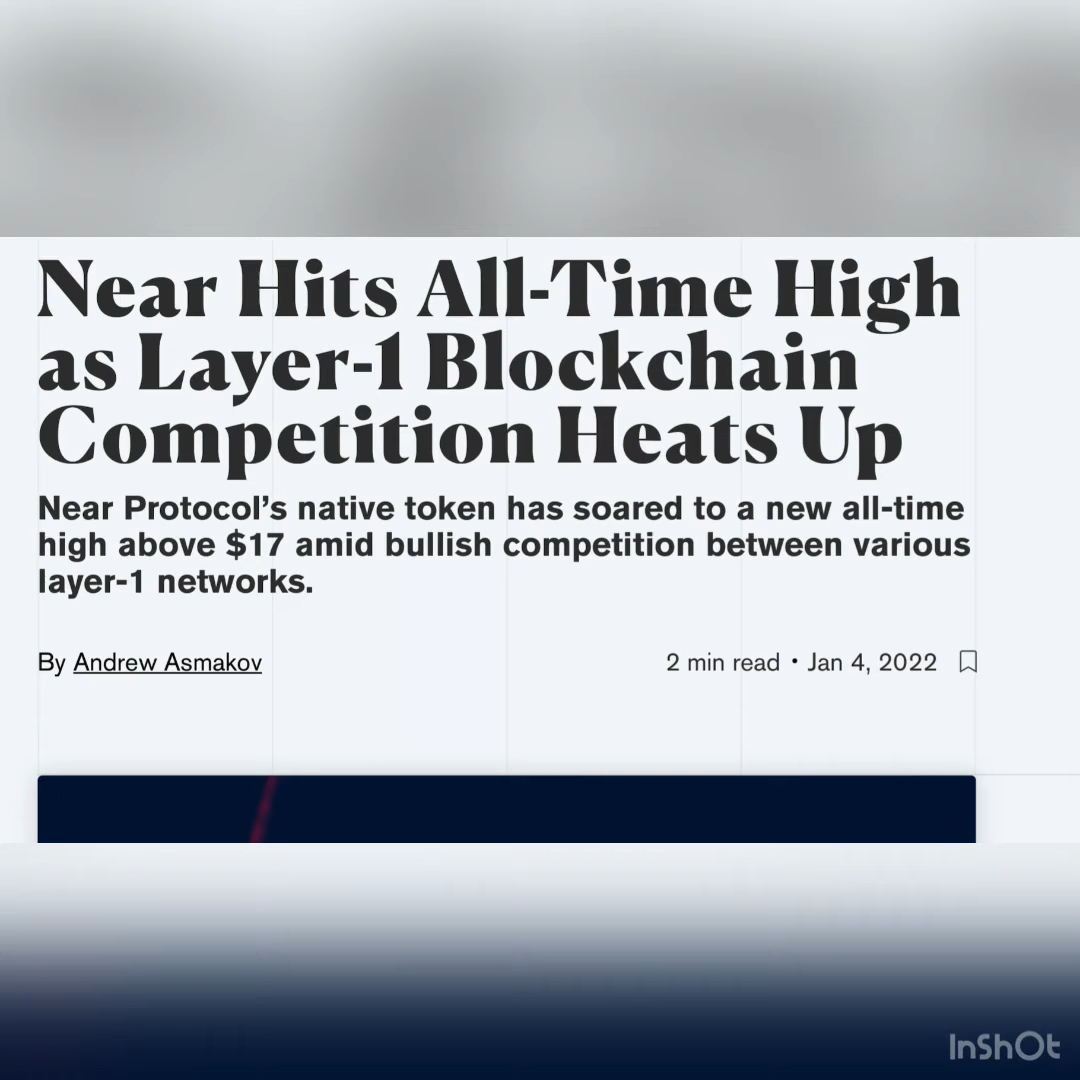 Near Hits All-Time High
as Layer-1 Blockchain
Competition Heats Up
Near Protocol’s native token has soared to a new all-time
high above $17 amid bullish competition between various
layer-1 networks.
By Andrew Asmakov
2 min read • Jan 4, 2022
InShOt